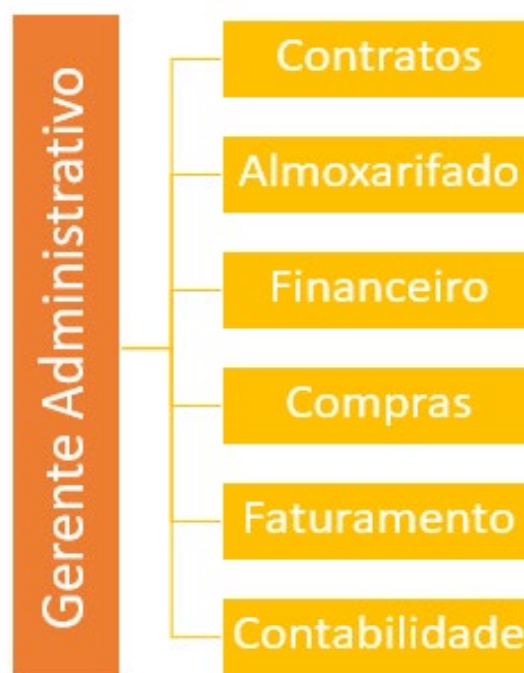 Gerente Administrativo
Contratos
Almoxarifado
Financeiro
Compras
Faturamento
Contabilidade